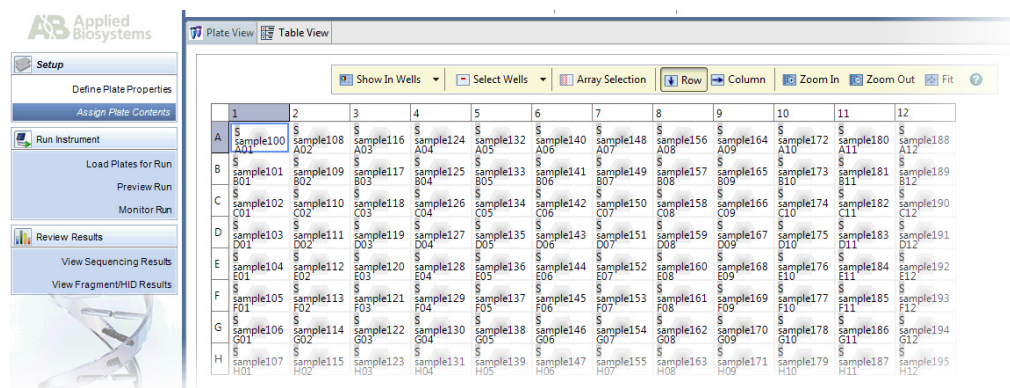 A|B Applied Biosystems
Plate View Table View
Setup
Define Plate Properties
Assign Plate Contents
Run Instrument
Load Plates for Run
Preview Run
Monitor Run
Review Results
View Sequencing Results
View Fragment/HID Results
Show In Wells Select Wells Array Selection Row Column Zoom In Zoom Out Fit
1 2 3 4 5 6 7 8 9 10 11 12
A
S S S S S S S S S S S S
sample100 sample108 sample116 sample124 sample132 sample140 sample148 sample156 sample164 sample172 sample180 sample188
A01 A02 A03 A04 A05 A06 A07 A08 A09 A10 A11 A12
B
S S S S S S S S S S S S
sample101 sample109 sample117 sample125 sample133 sample141 sample149 sample157 sample165 sample173 sample181 sample189
B01 B02 B03 B04 B05 B06 B07 B08 B09 B10 B11 B12
C
S S S S S S S S S S S S
sample102 sample110 sample118 sample126 sample134 sample142 sample150 sample158 sample166 sample174 sample182 sample190
C01 C02 C03 C04 C05 C06 C07 C08 C09 C10 C11 C12
D
S S S S S S S S S S S S
sample103 sample111 sample119 sample127 sample135 sample143 sample151 sample159 sample167 sample175 sample183 sample191
D01 D02 D03 D04 D05 D06 D07 D08 D09 D10 D11 D12
E
S S S S S S S S S S S S
sample104 sample112 sample120 sample128 sample136 sample144 sample152 sample160 sample168 sample176 sample184 sample192
E01 E02 E03 E04 E05 E06 E07 E08 E09 E10 E11 E12
F
S S S S S S S S S S S S
sample105 sample113 sample121 sample129 sample137 sample145 sample153 sample161 sample169 sample177 sample185 sample193
F01 F02 F03 F04 F05 F06 F07 F08 F09 F10 F11 F12
G
S S S S S S S S S S S S
sample106 sample114 sample122 sample130 sample138 sample146 sample154 sample162 sample170 sample178 sample186 sample194
G01 G02 G03 G04 G05 G06 G07 G08 G09 G10 G11 G12
H
S S S S S S S S S S S S
sample107 sample115 sample123 sample131 sample139 sample147 sample155 sample163 sample171 sample179 sample187 sample195
H01 H02 H03 H04 H05 H06 H07 H08 H09 H10 H11 H12